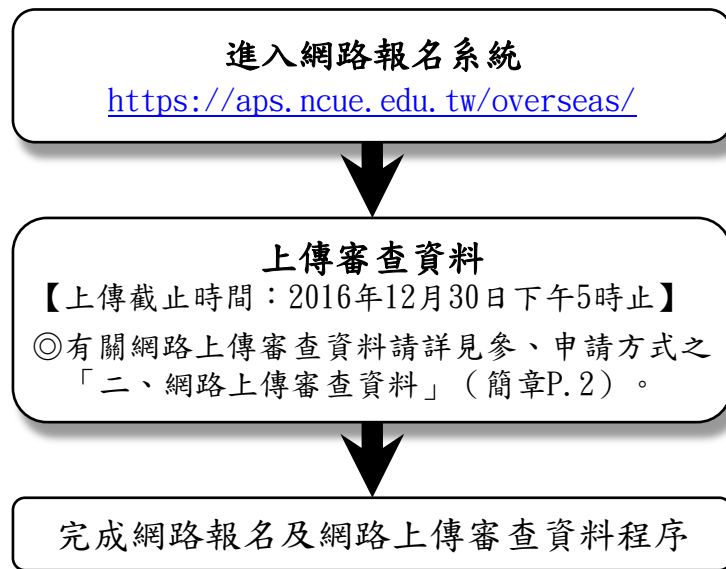 進入網路報名系統
https://aps.ncue.edu.tw/overseas/
上傳審查資料
【上傳截止時間：2016年12月30日下午5時止】
◎有關網路上傳審查資料請詳見參、申請方式之
「二、網路上傳審查資料」（簡章P.2）。
完成網路報名及網路上傳審查資料程序